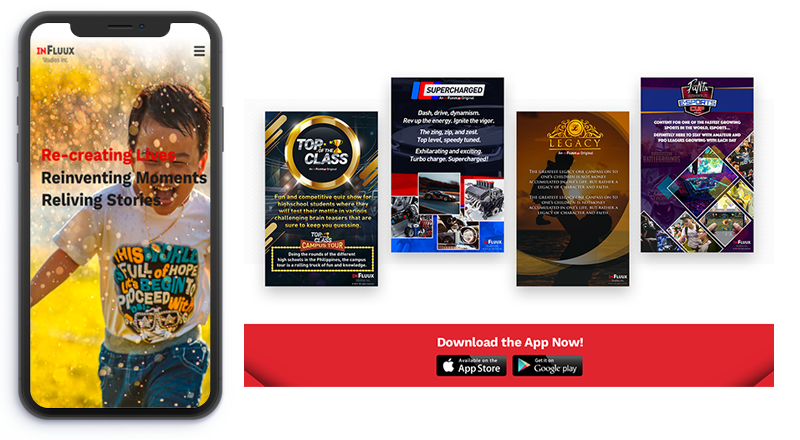 INFLUUX
Studios Inc
Re-creating Lives
Reinventing Moments
Reliving Stories
THIS WORLD
FULL OF HOPE
LET'S BEGIN
TO
PROCEED With
TOP
OF THE
CLASS
An INFLUUX Original
Fun and competitive quiz show for
highschool students where they
will test their mettle in various
challenging brain teasers that are
sure to keep you guessing.
TOP
OF THE
CLASS
CAMPUS TOUR
Doing the rounds of the different
high schools in the Philippines, the campus
tour is a rolling truck of fun and knowledge.
INFLUUX
SUPERCHARGED
An INFLUUX Original
Dash, drive, dynamism.
Rev up the energy, Ignite the vigor.
The zing, zip, and zest.
Top level, speedy tuned.
Exhilarating and exciting.
Turbo charge. Supercharged!
INFLUUX
LEGACY
An INFLUUX Original
THE GREATEST LEGACY ONE CAN PASS ON TO
ONE'S CHILDREN IS NOT MONEY
ACCUMULATED IN ONE'S LIFE, BUT RATHER A
LEGACY OF CHARACTER AND FAITH.
THE GREATEST LEGACY ONE CAN PASS ON TO
ONE'S CHILDREN IS NOT MONEY
ACCUMULATED IN ONE'S LIFE, BUT RATHER A
LEGACY OF CHARACTER AND FAITH.
INFLUUX
ESPORTS
CUP
CONTENT FOR ONE OF THE FASTEST GROWING
SPORTS IN THE WORLD, ESPORTS...
DEFINITELY HERE TO STAY WITH AMATEUR AND
PRO LEAGUES GROWING WITH EACH DAY
BATTLEGROUNDS
INFLUUX
Download the App Now!
Available on the
App Store
Get it on
Google play